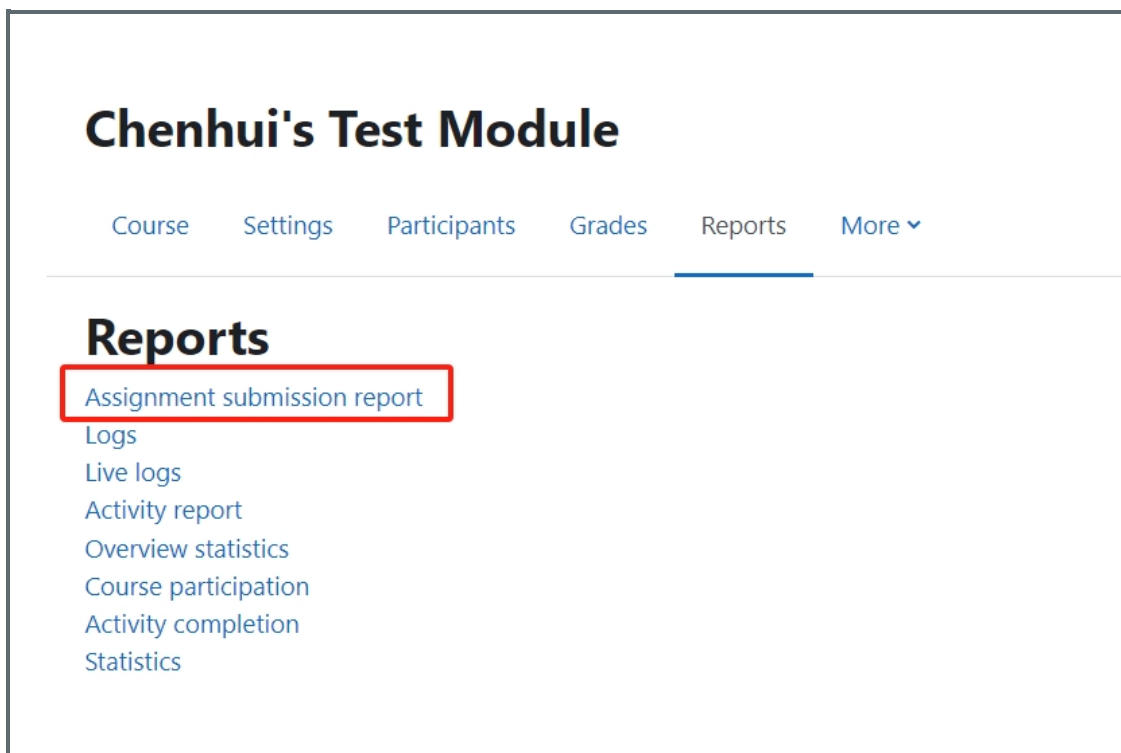 Chenhui's Test Module
Course Settings Participants Grades Reports More
Reports
Assignment submission report
Logs
Live logs
Activity report
Overview statistics
Course participation
Activity completion
Statistics